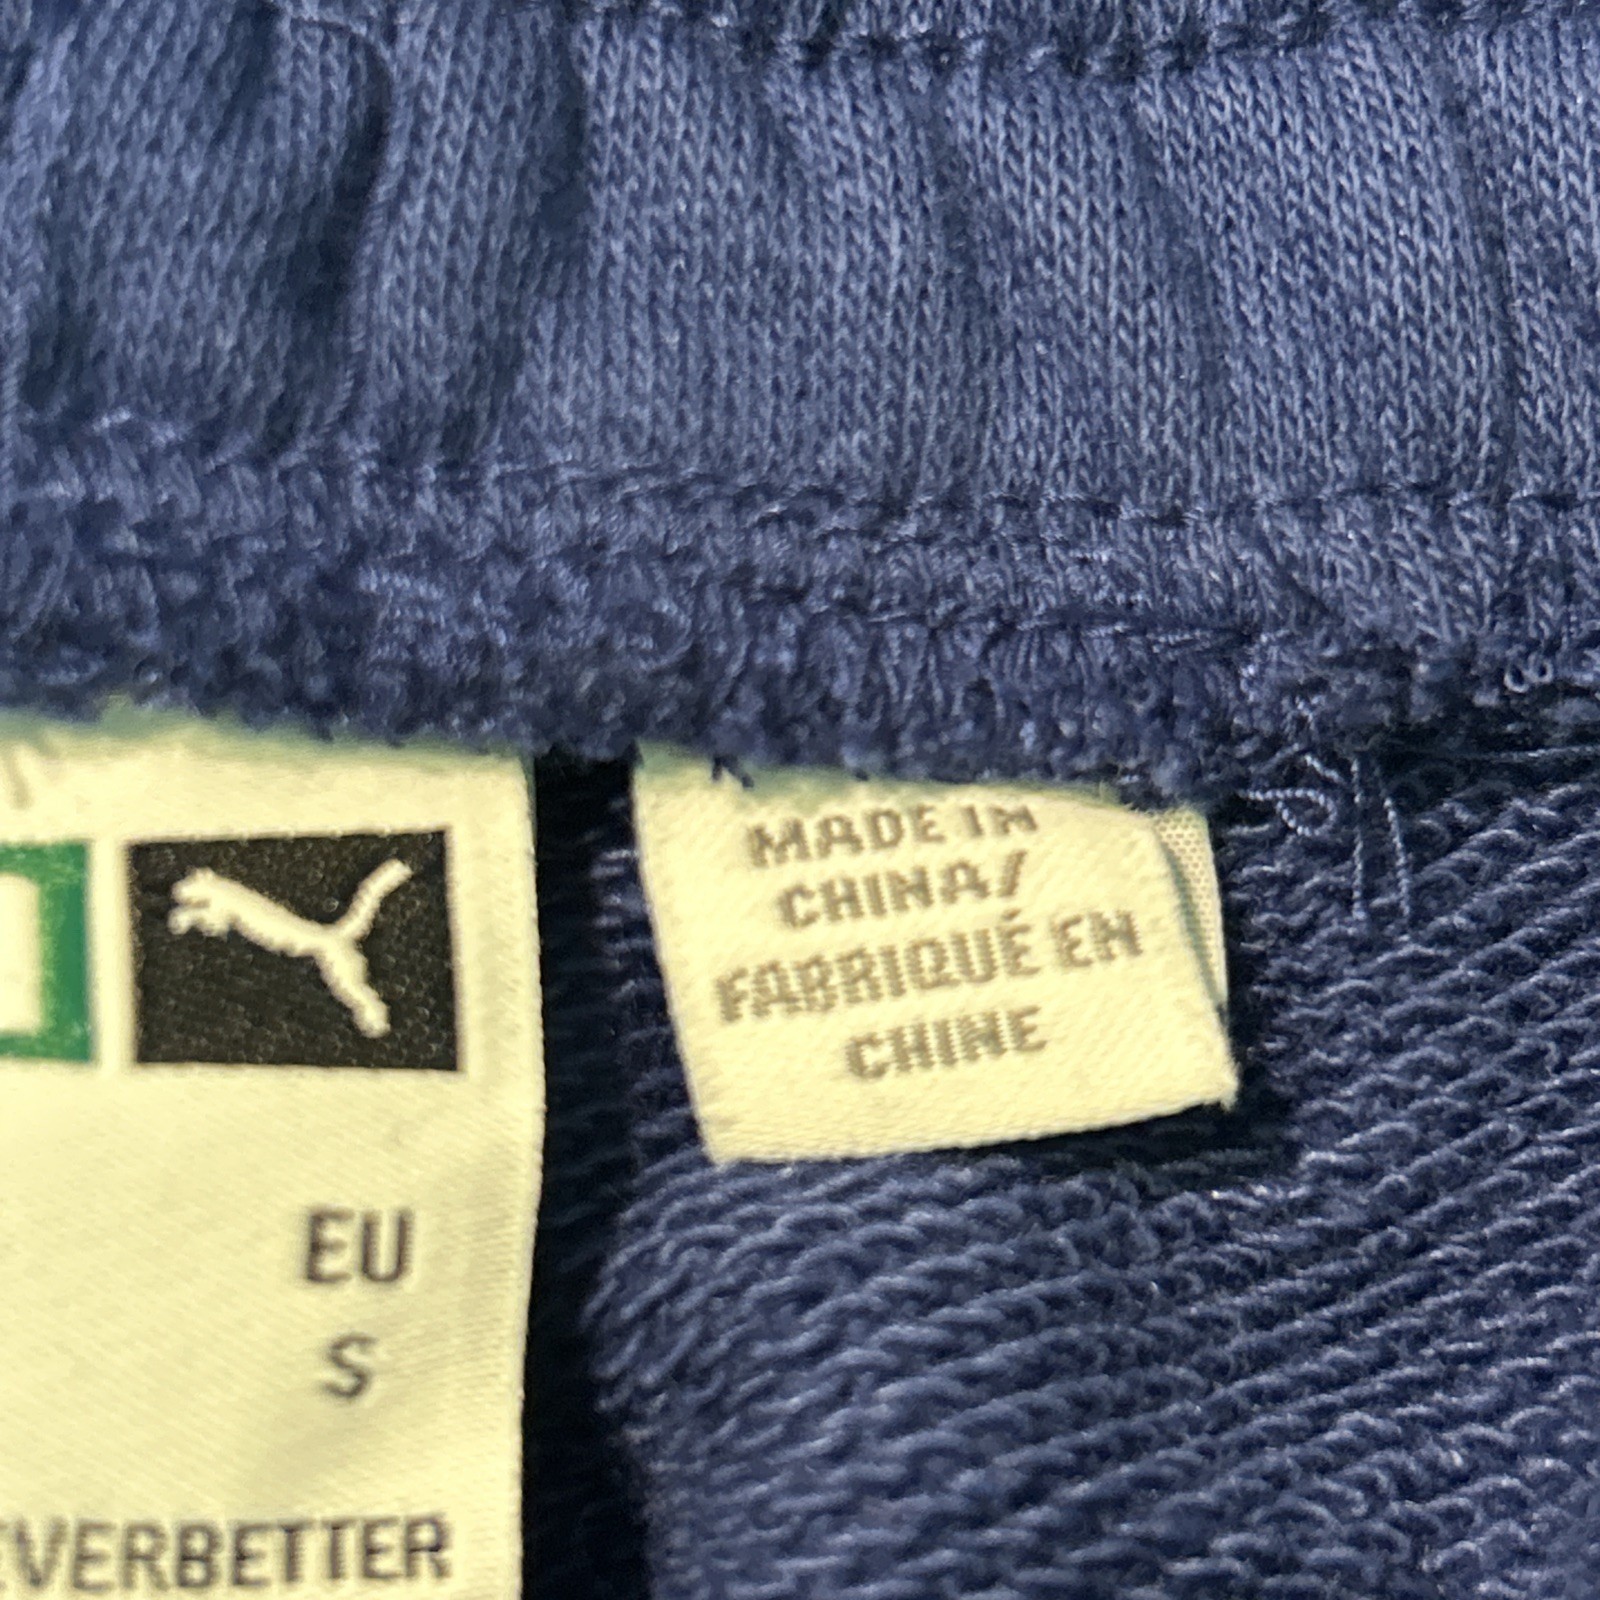 MADE IN
CHINA/
FABRIQUÉ EN
CHINE
EU
S
EVERBETTER